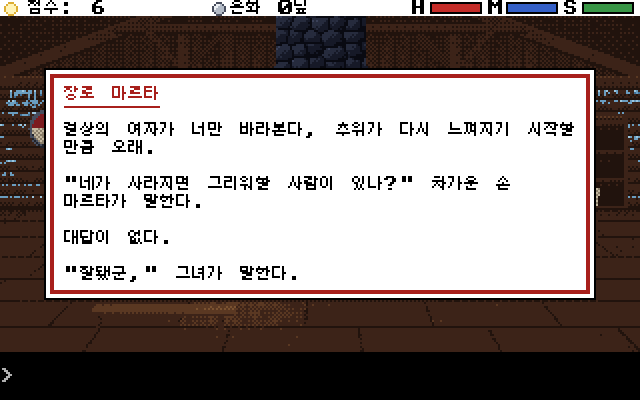 점수: 6 은화 0닢 H M S
장로 마르타
걸상의 여자가 너만 바라본다, 추위가 다시 느껴지기 시작할
만큼 오래.
"네가 사라지면 그리워할 사람이 있나?" 차가운 손
마르타가 말한다.
대답이 없다.
"잘됐군," 그녀가 말한다.
>